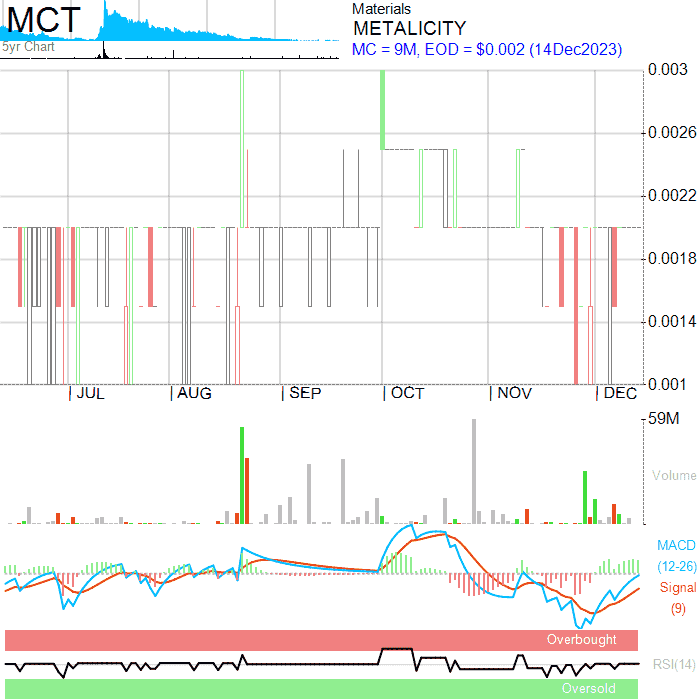 MCT
5yr Chart
Materials
METALICITY
MC = 9M, EOD = $0.002 (14Dec2023)
0.003
0.0026
0.0022
0.0018
0.0014
0.001
JUL AUG SEP OCT NOV DEC
59M
Volume
MACD
(12-26)
Signal
(9)
Overbought
RSI(14)
Oversold